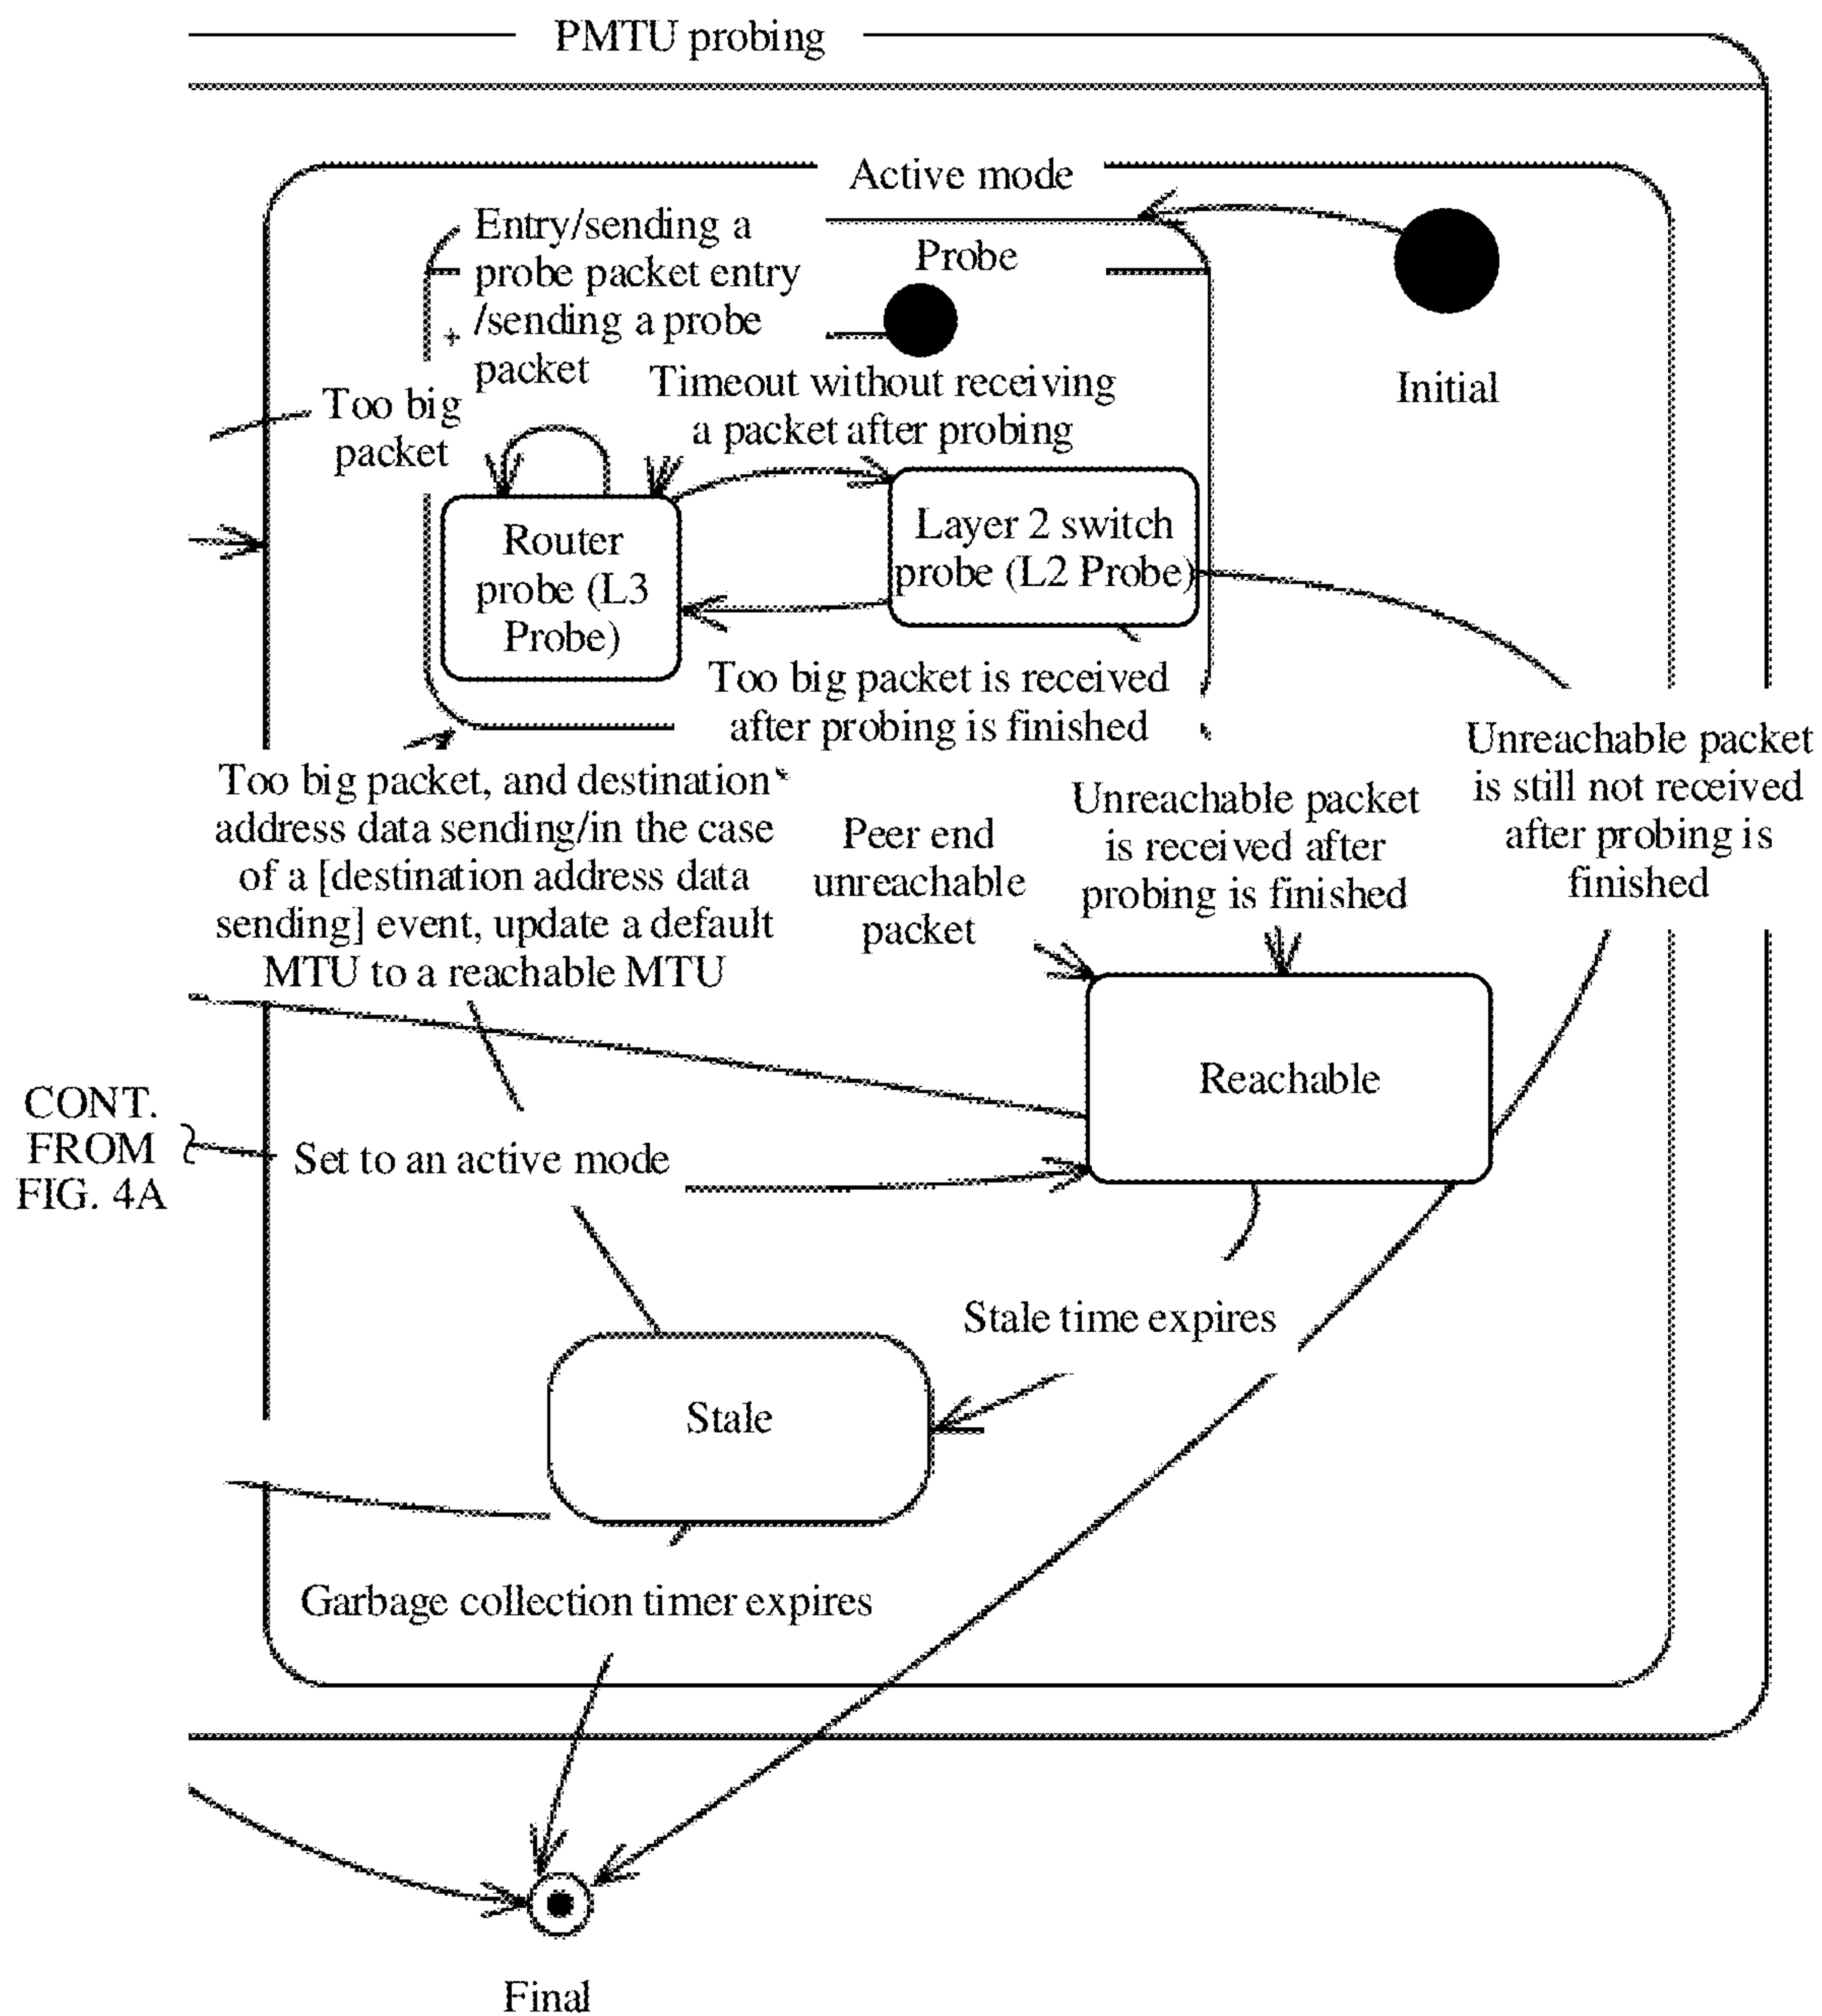 PMTU probing
Active mode
Entry/sending a
probe packet entry
/sending a probe
packet
Probe
Initial
Too big
packet
Timeout without receiving
a packet after probing
Router
probe (L3
Probe)
Layer 2 switch
probe (L2 Probe)
Too big packet is received
after probing is finished
Too big packet, and destination
address data sending/in the case
of a [destination address data
sending] event, update a default
MTU to a reachable MTU
Peer end
unreachable
packet
Unreachable packet
is received after
probing is finished
Unreachable packet
is still not received
after probing is
finished
Reachable
CONT.
FROM
FIG. 4A
Set to an active mode
Stale time expires
Stale
Garbage collection timer expires
Final